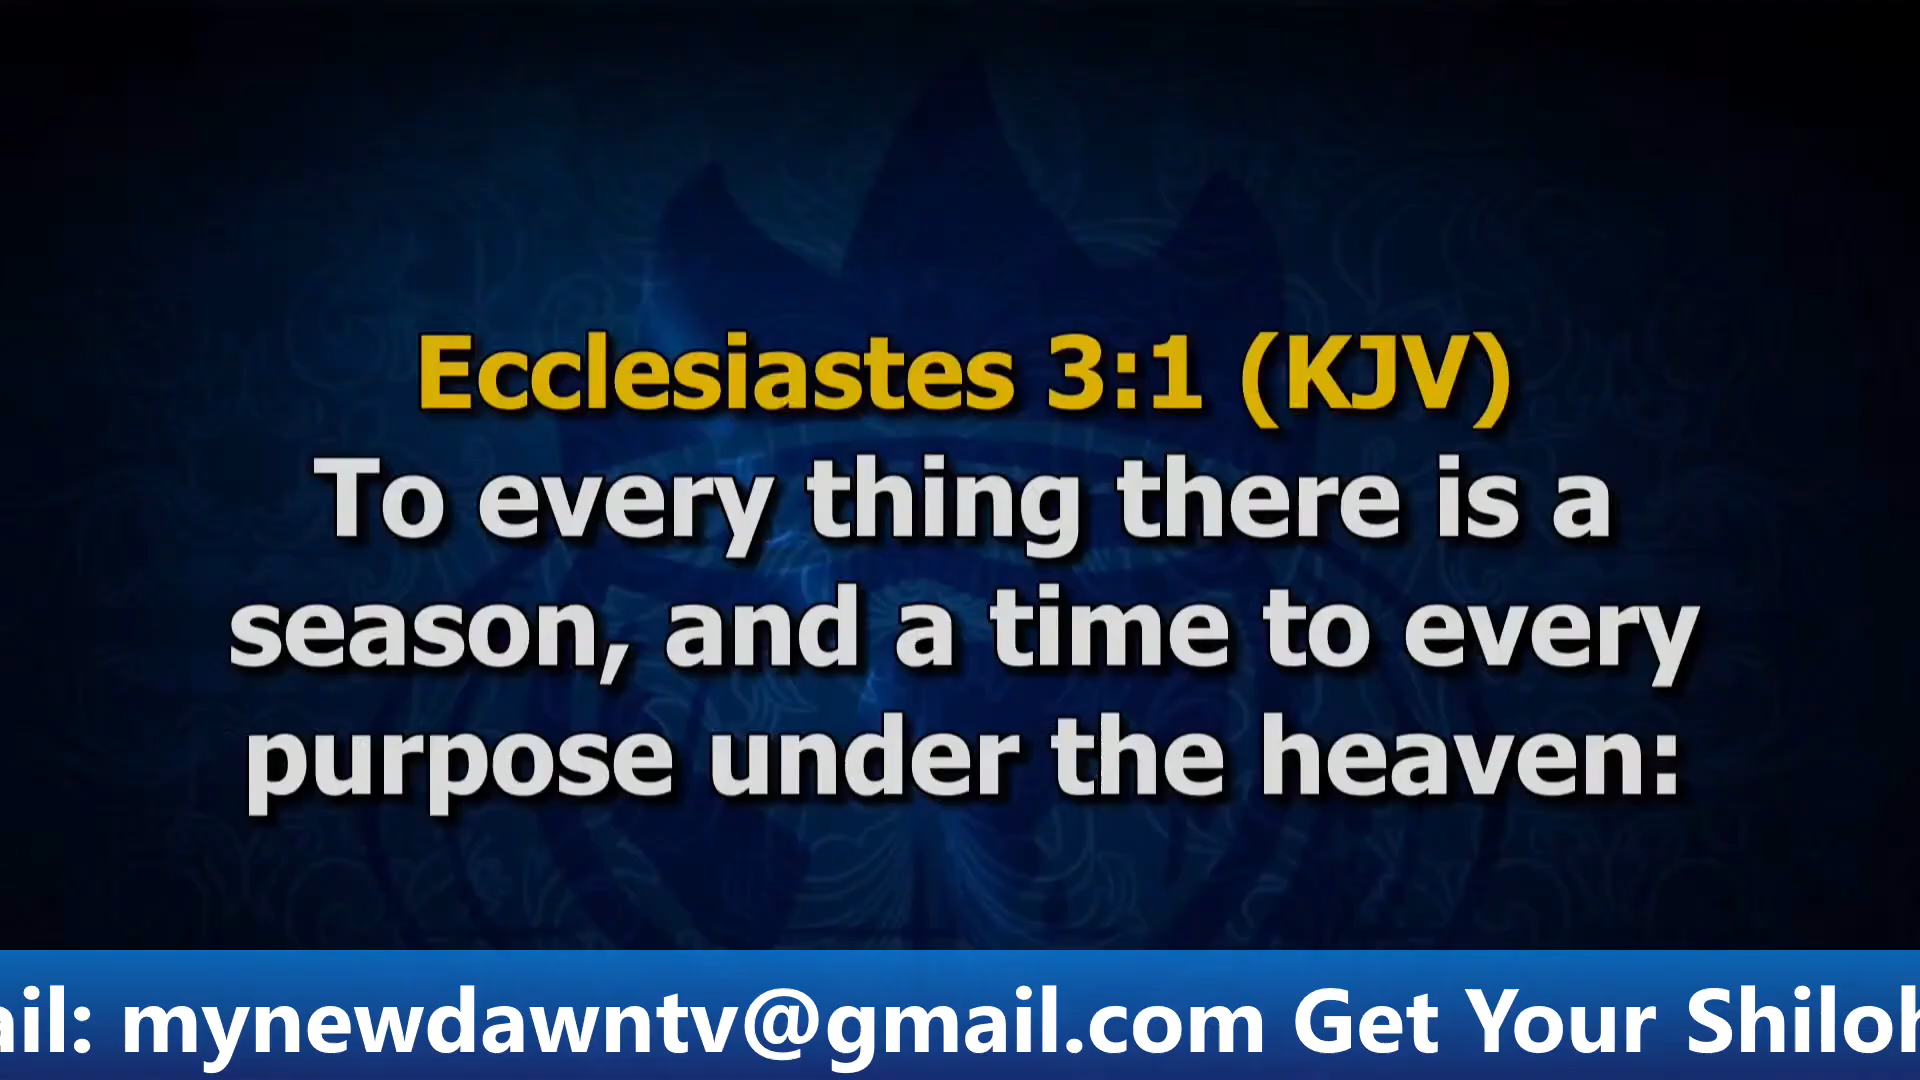 Ecclesiastes 3:1 (KJV)
To every thing there is a
season, and a time to every
purpose under the heaven:
ail: mynewdawntv@gmail.com Get Your Shiloh